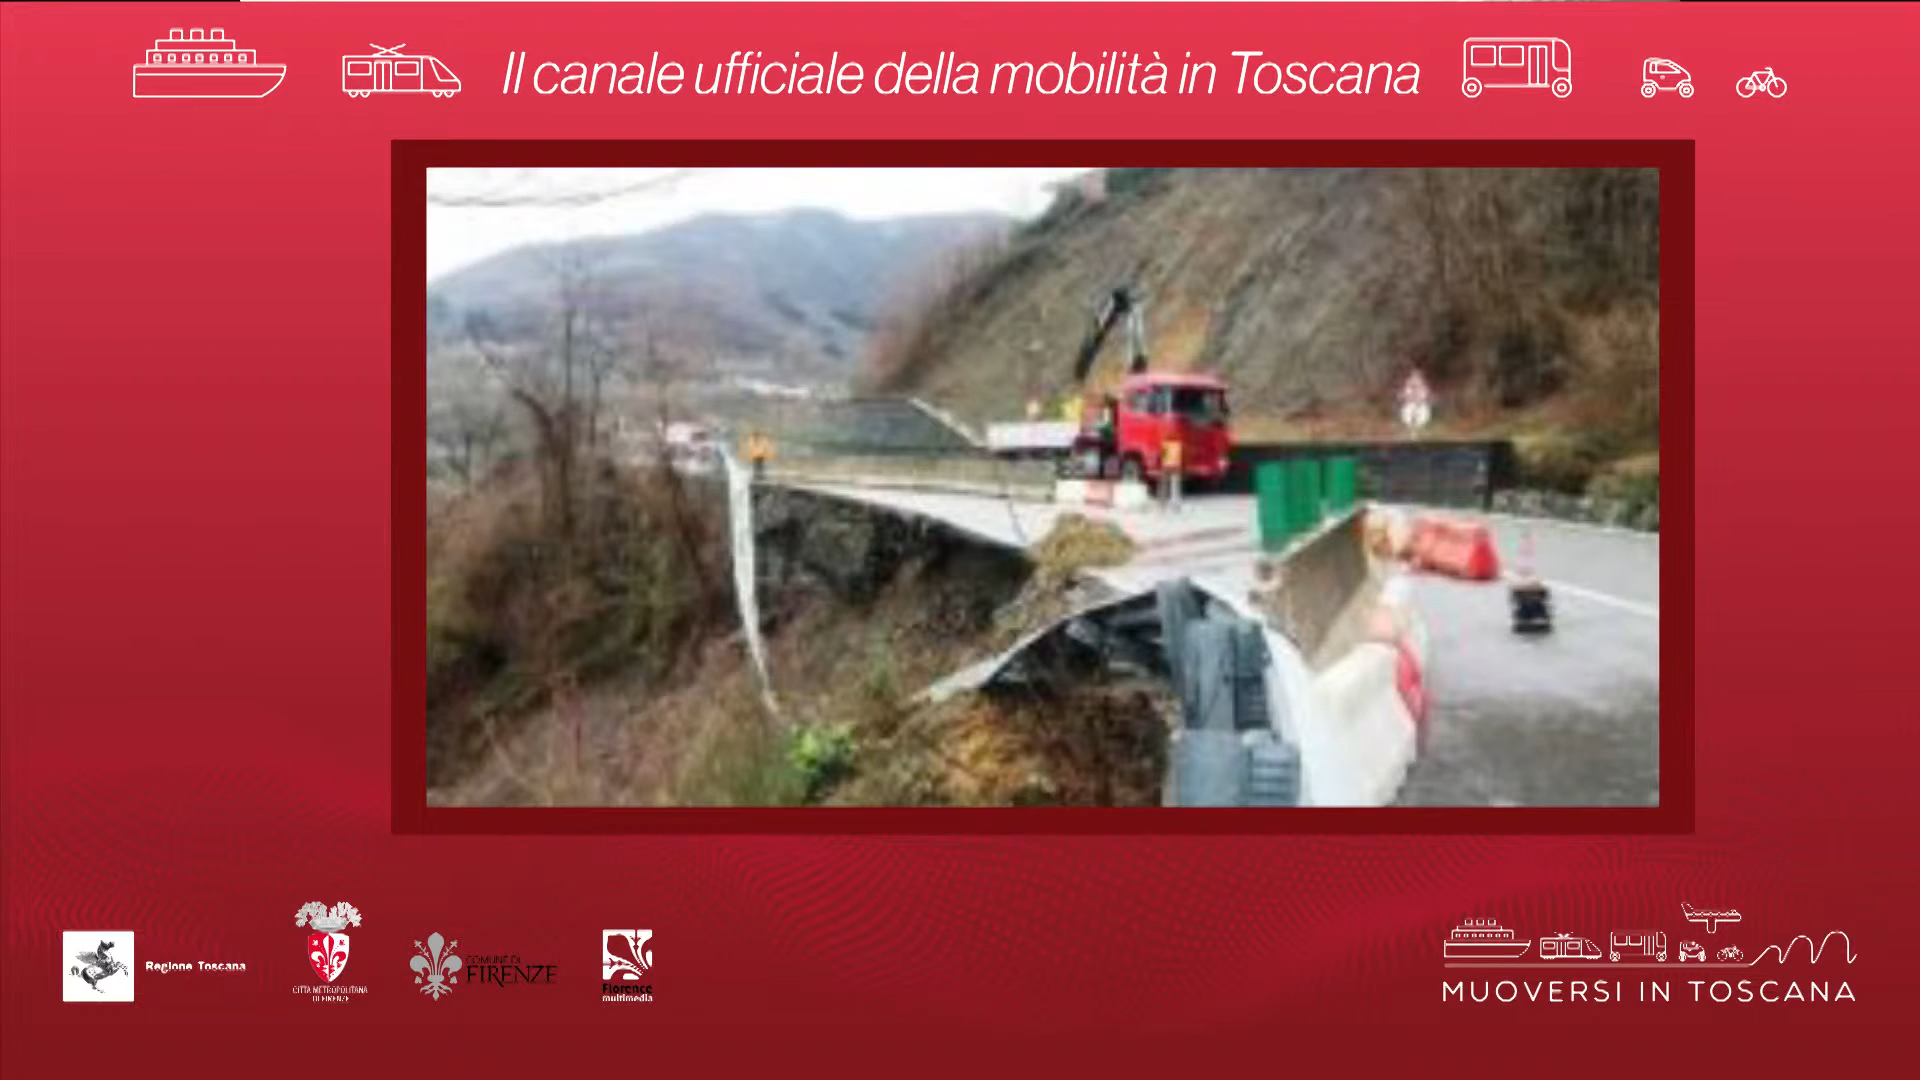 Il canale ufficiale della mobilità in Toscana
Regione Toscana
CITTÀ METROPOLITANA
DI FIRENZE
COMUNE DI
FIRENZE
Florence
multimedia
MUOVERSI IN TOSCANA